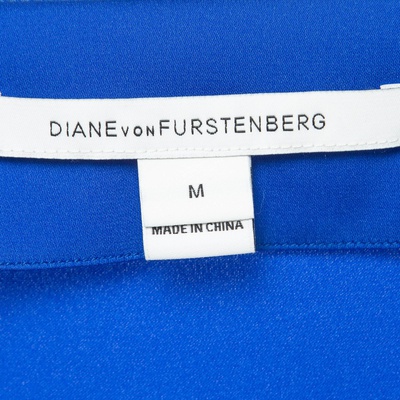 DIANE VON FURSTENBERG
M
MADE IN CHINA